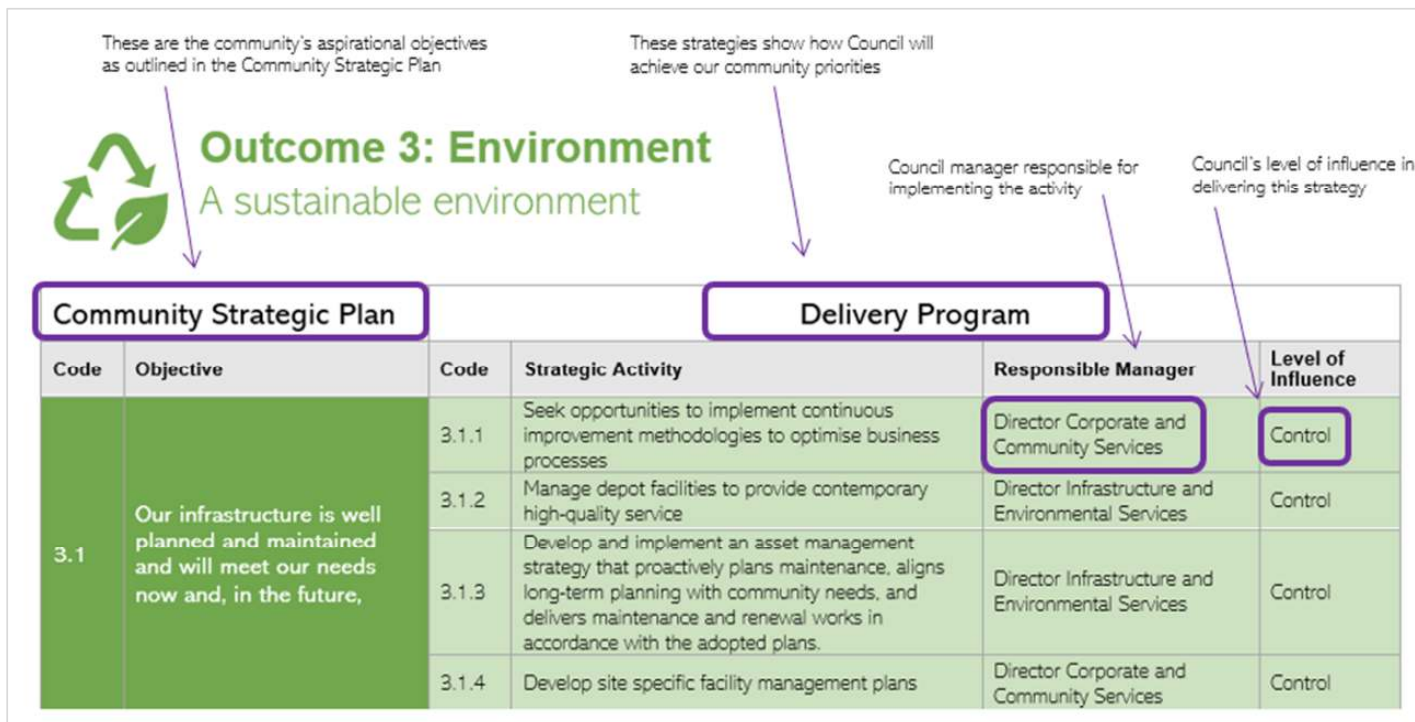 These are the community's aspirational objectives
as outlined in the Community Strategic Plan
These strategies show how Council will
achieve our community priorities
Outcome 3: Environment
A sustainable environment
Council manager responsible for
implementing the activity
Council's level of influence in
delivering this strategy
Community Strategic Plan
Delivery Program
Code
Objective
Code
Strategic Activity
Responsible Manager
Level of
Influence
3.1
Our infrastructure is well
planned and maintained
and will meet our needs
now and, in the future,
3.1.1
Seek opportunities to implement continuous
improvement methodologies to optimise business
processes
Director Corporate and
Community Services
Control
3.1.2
Manage depot facilities to provide contemporary
high-quality service
Director Infrastructure and
Environmental Services
Control
3.1.3
Develop and implement an asset management
strategy that proactively plans maintenance, aligns
long-term planning with community needs, and
delivers maintenance and renewal works in
accordance with the adopted plans.
Director Infrastructure and
Environmental Services
Control
3.1.4
Develop site specific facility management plans
Director Corporate and
Community Services
Control